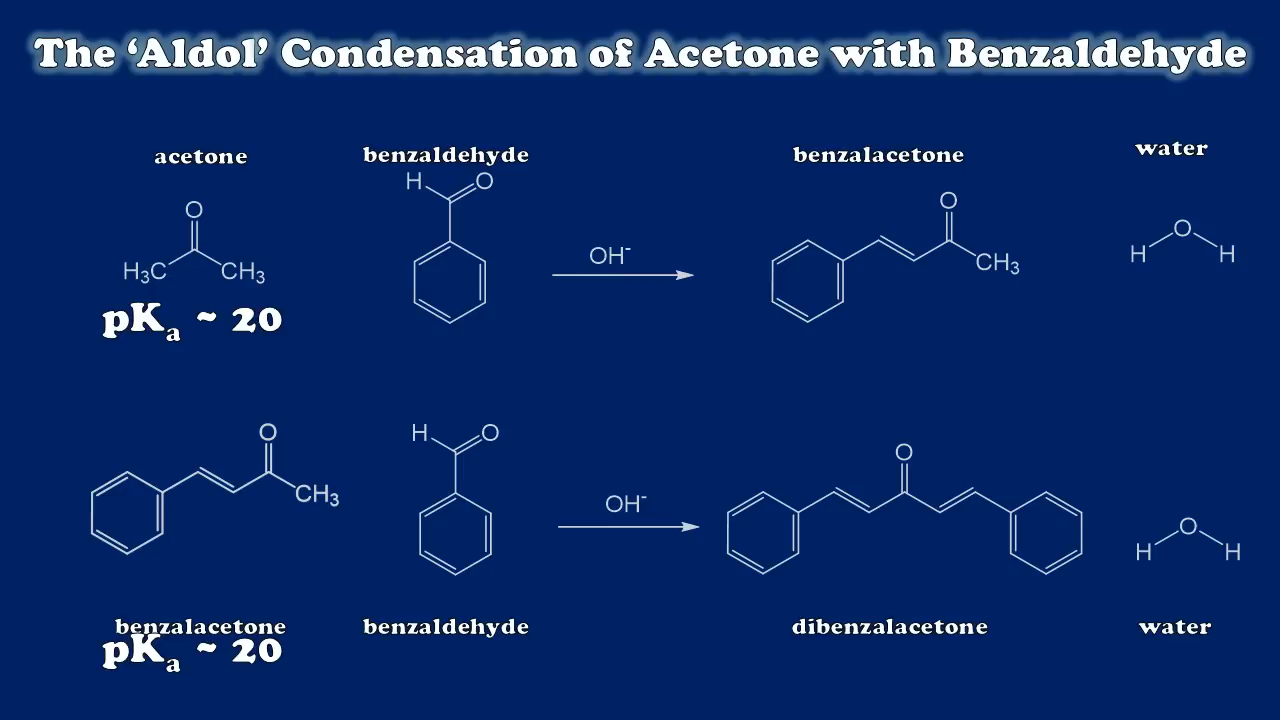 The ‘Aldol’ Condensation of Acetone with Benzaldehyde
acetone
benzaldehyde
benzalacetone
water
H O
O
H₃C CH₃
OH⁻
O
CH₃
O
H H
pKₐ ~ 20
O
CH₃
H O
OH⁻
O
O
H H
benzalacetone
benzaldehyde
dibenzalacetone
water
pKₐ ~ 20